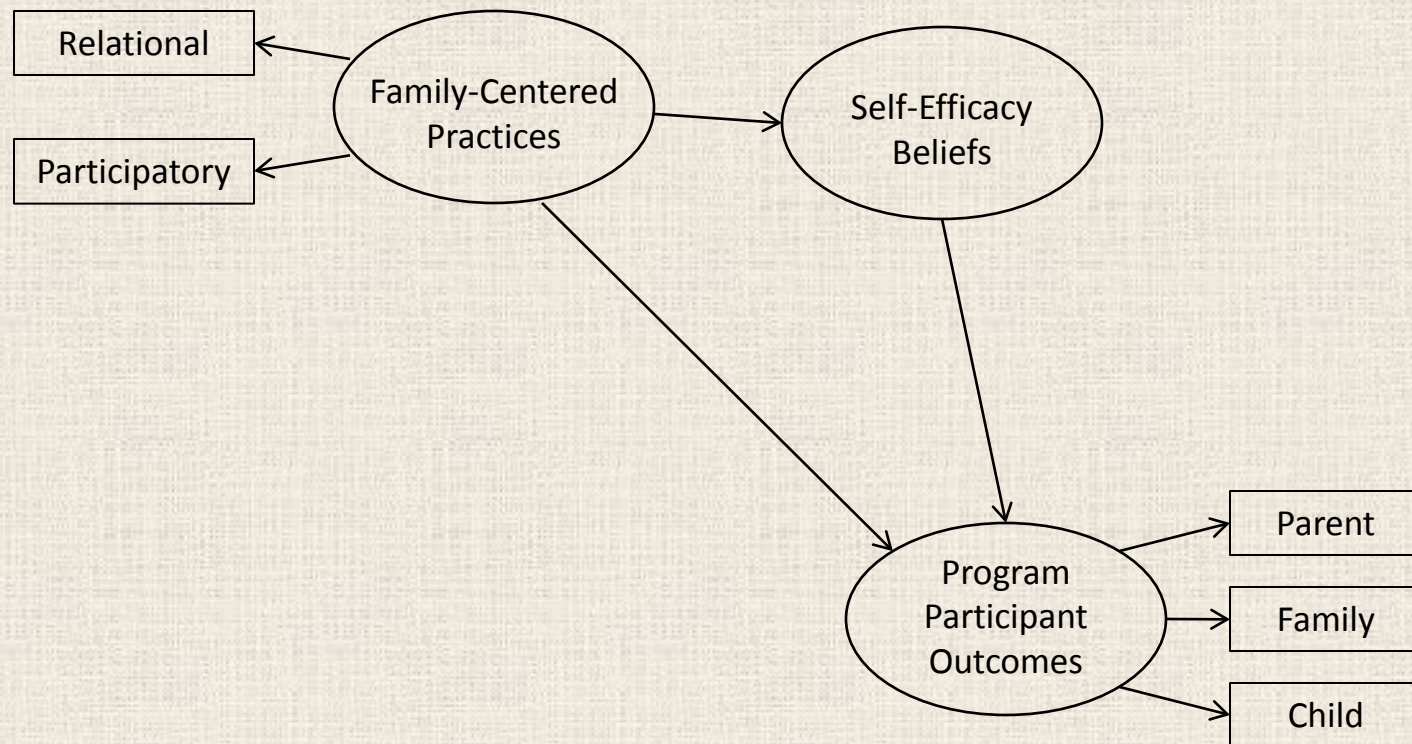 Relational
Participatory
Family-Centered
Practices
Self-Efficacy
Beliefs
Program
Participant
Outcomes
Parent
Family
Child